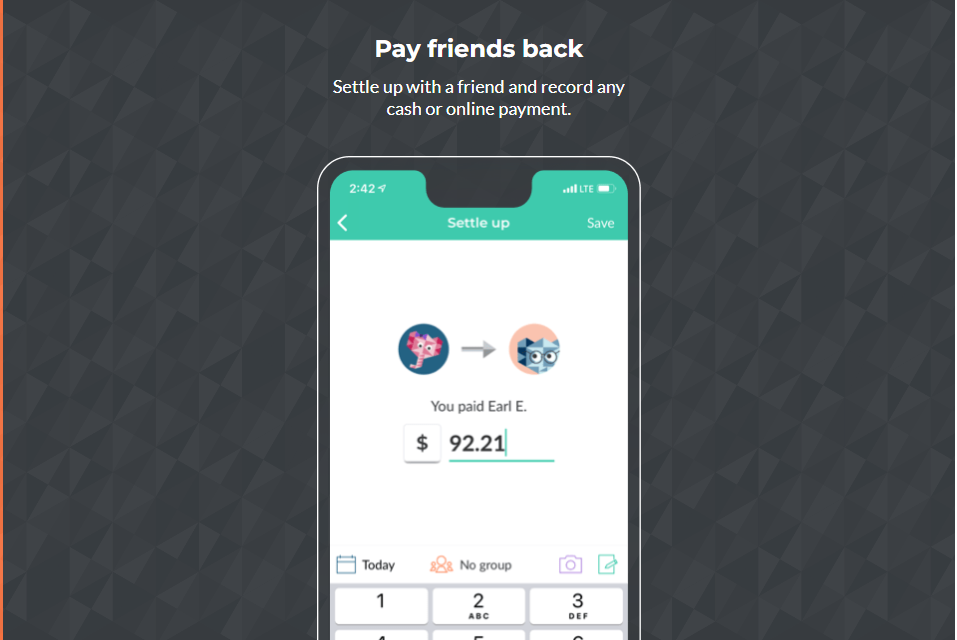 Pay friends back
Settle up with a friend and record any
cash or online payment.
2:42 LTE
Settle up Save
You paid Earl E.
$ 92.21
Today No group
1 2 3
ABC DEF